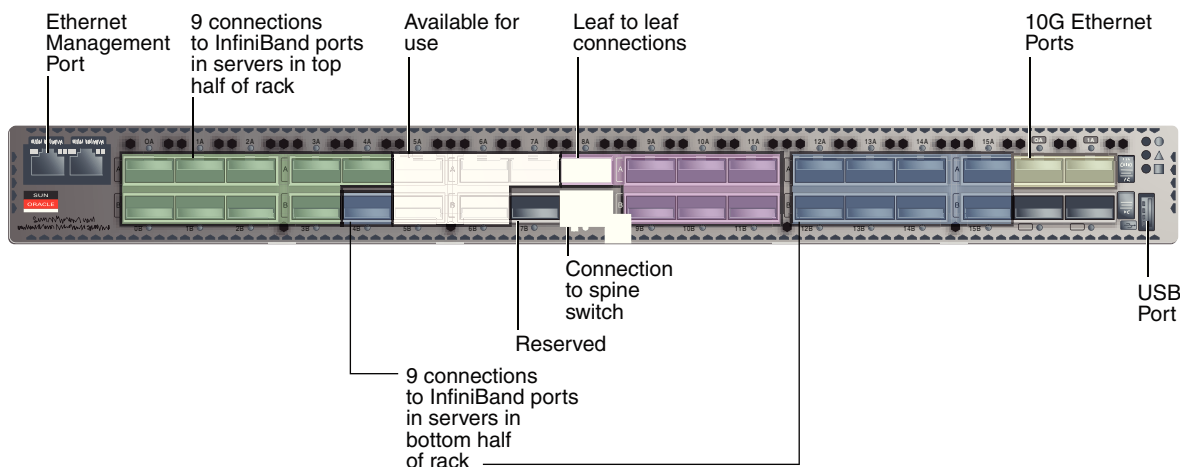 Ethernet
Management
Port
9 connections
to InfiniBand ports
in servers in top
half of rack
Available for
use
Leaf to leaf
connections
10G Ethernet
Ports
0A 1A 2A 3A 4A 5A 6A 7A 8A 9A 10A 11A 12A 13A 14A 15A 0A 1A
A A A A
SUN
ORACLE
B B B B
0B 1B 2B 3B 4B 5B 6B 7B 9B 10B 11B 12B 13B 14B 15B
Connection
to spine
switch
USB
Port
Reserved
9 connections
to InfiniBand ports
in servers in
bottom half
of rack